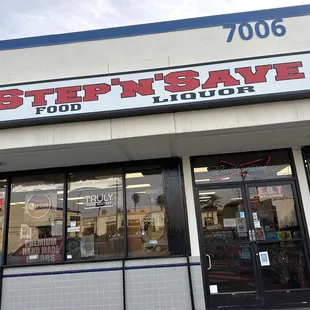 7006
STEP'N'SAVE
FOOD
LIQUOR
TRULY
E.B.T
PREMIUM
HAND MADE